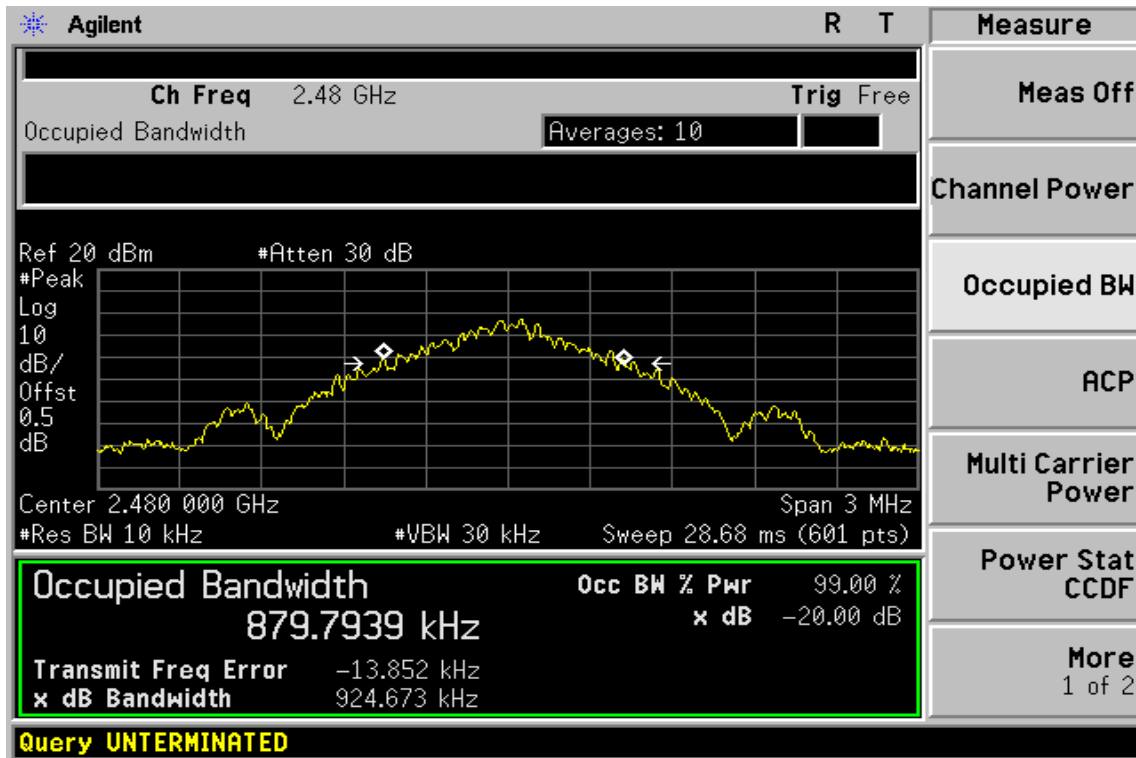 Agilent R T
Ch Freq 2.48 GHz Trig Free
Occupied Bandwidth Averages: 10
Ref 20 dBm #Atten 30 dB
#Peak
Log
10
dB/
Offst
0.5
dB
Center 2.480 000 GHz Span 3 MHz
#Res BW 10 kHz #VBW 30 kHz Sweep 28.68 ms (601 pts)
Occupied Bandwidth Occ BW % Pwr 99.00 %
879.7939 kHz x dB -20.00 dB
Transmit Freq Error -13.852 kHz
x dB Bandwidth 924.673 kHz
Query UNTERMINATED
Measure
Meas Off
Channel Power
Occupied BW
ACP
Multi Carrier
Power
Power Stat
CCDF
More
1 of 2